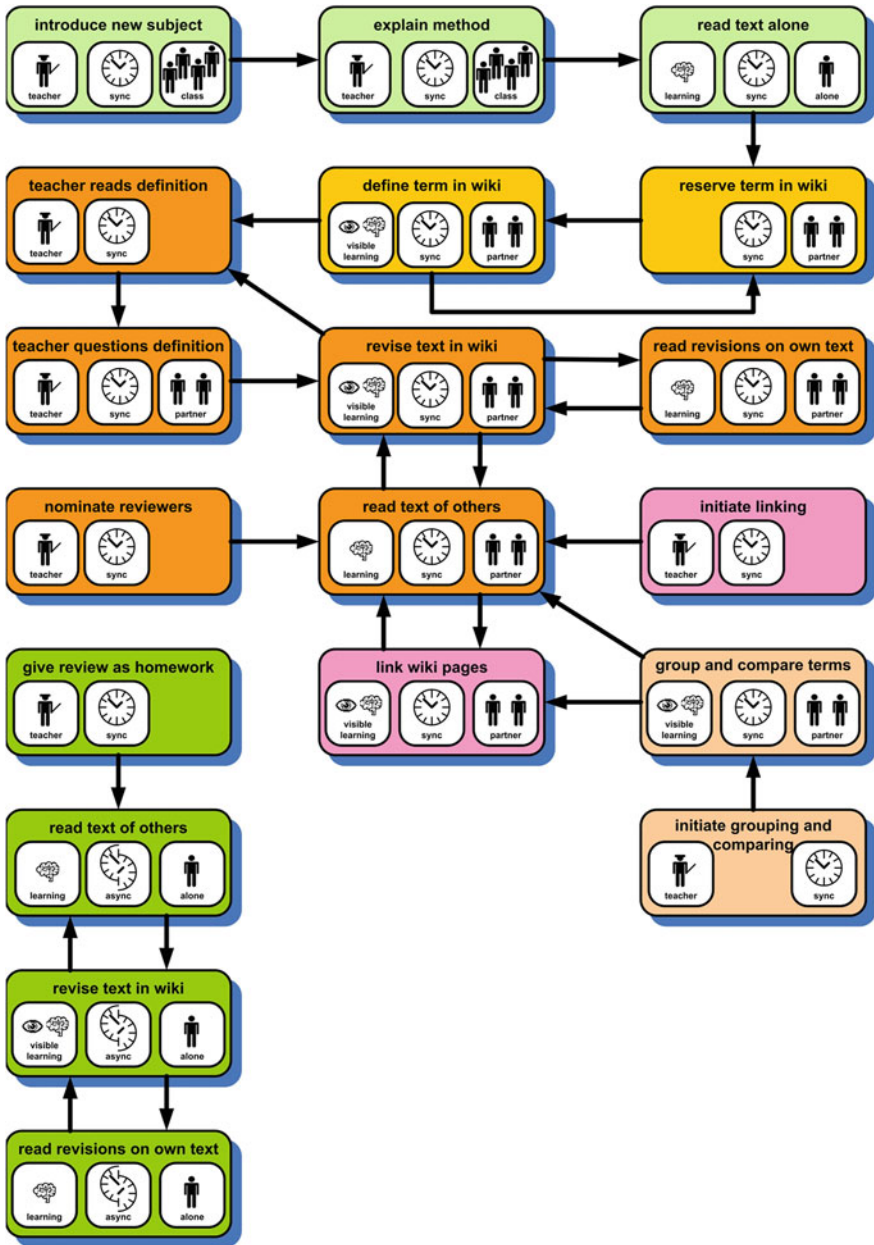 introduce new subject
teacher
sync
class
explain method
teacher
sync
class
read text alone
learning
sync
alone
teacher reads definition
teacher
sync
define term in wiki
visible
learning
sync
partner
reserve term in wiki
sync
partner
teacher questions definition
teacher
sync
partner
revise text in wiki
visible
learning
sync
partner
read revisions on own text
learning
sync
partner
nominate reviewers
teacher
sync
read text of others
learning
sync
partner
initiate linking
teacher
sync
give review as homework
teacher
sync
link wiki pages
visible
learning
sync
partner
group and compare terms
visible
learning
sync
partner
read text of others
learning
async
alone
initiate grouping and
comparing
teacher
sync
revise text in wiki
visible
learning
async
alone
read revisions on own text
learning
async
alone